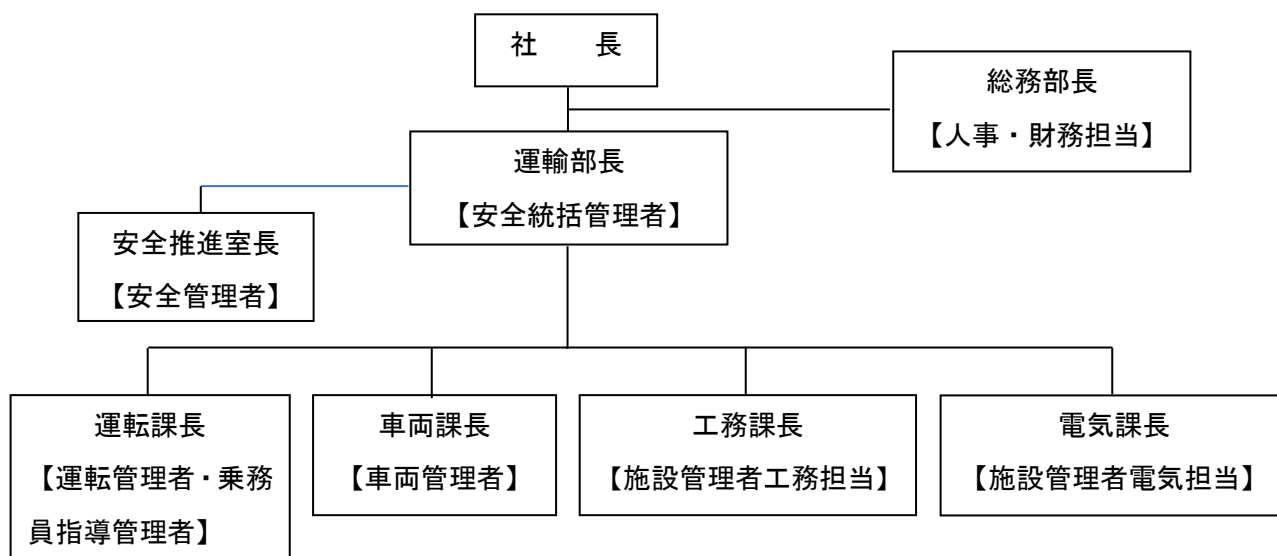 社　　長
総務部長
【人事・財務担当】
運輸部長
【安全統括管理者】
安全推進室長
【安全管理者】
運転課長
【運転管理者・乗務
員指導管理者】
車両課長
【車両管理者】
工務課長
【施設管理者工務担当】
電気課長
【施設管理者電気担当】